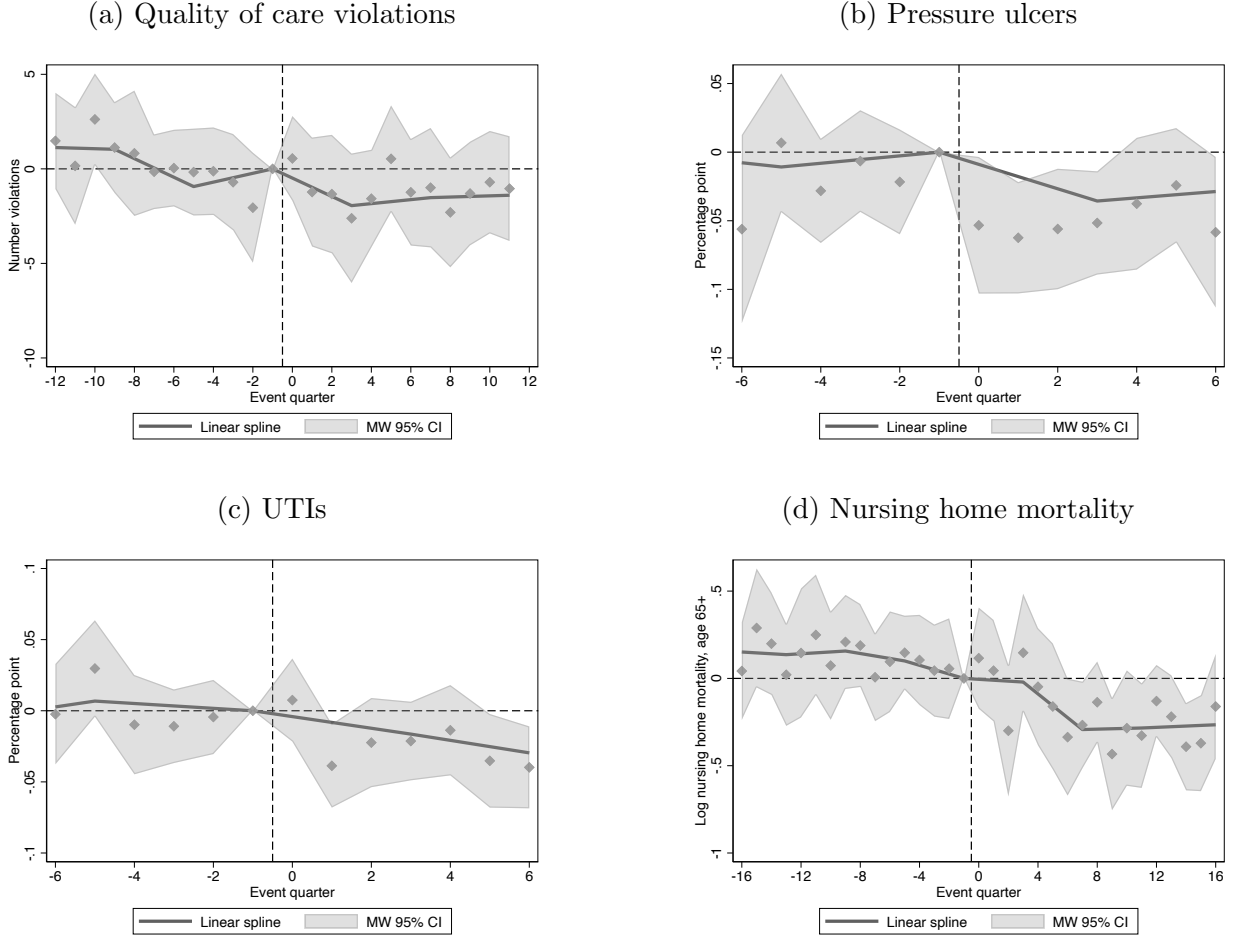 (a) Quality of care violations
Number violations
5
0
-5
-10
-12 -10 -8 -6 -4 -2 0 2 4 6 8 10 12
Event quarter
Linear spline MW 95% CI
(b) Pressure ulcers
Percentage point
.05
0
-.05
-.1
-.15
-6 -4 -2 0 2 4 6
Event quarter
Linear spline MW 95% CI
(c) UTIs
Percentage point
.1
.05
0
-.05
-.1
-6 -4 -2 0 2 4 6
Event quarter
Linear spline MW 95% CI
(d) Nursing home mortality
Log nursing home mortality, age 65+
.5
0
-.5
-1
-16 -12 -8 -4 0 4 8 12 16
Event quarter
Linear spline MW 95% CI